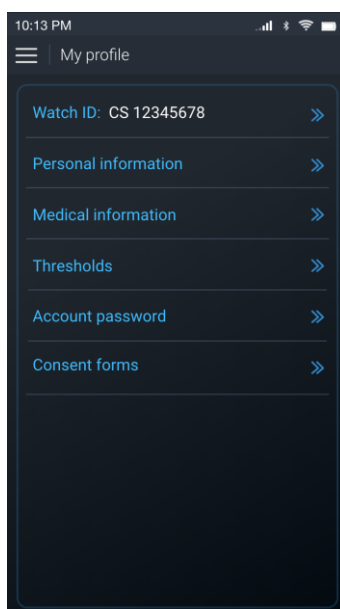 10:13 PM
My profile
Watch ID: CS 12345678
Personal information
Medical information
Thresholds
Account password
Consent forms